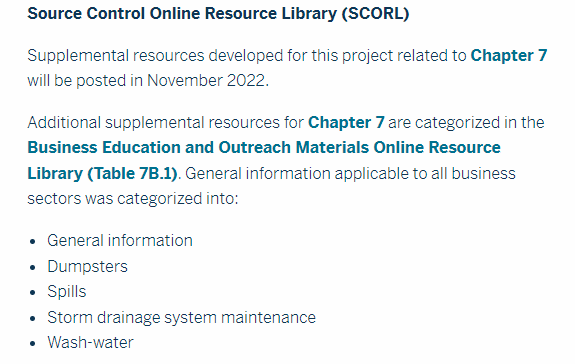 Source Control Online Resource Library (SCORL)
Supplemental resources developed for this project related to Chapter 7
will be posted in November 2022.
Additional supplemental resources for Chapter 7 are categorized in the
Business Education and Outreach Materials Online Resource
Library (Table 7B.1). General information applicable to all business
sectors was categorized into:
• General information
• Dumpsters
• Spills
• Storm drainage system maintenance
• Wash-water